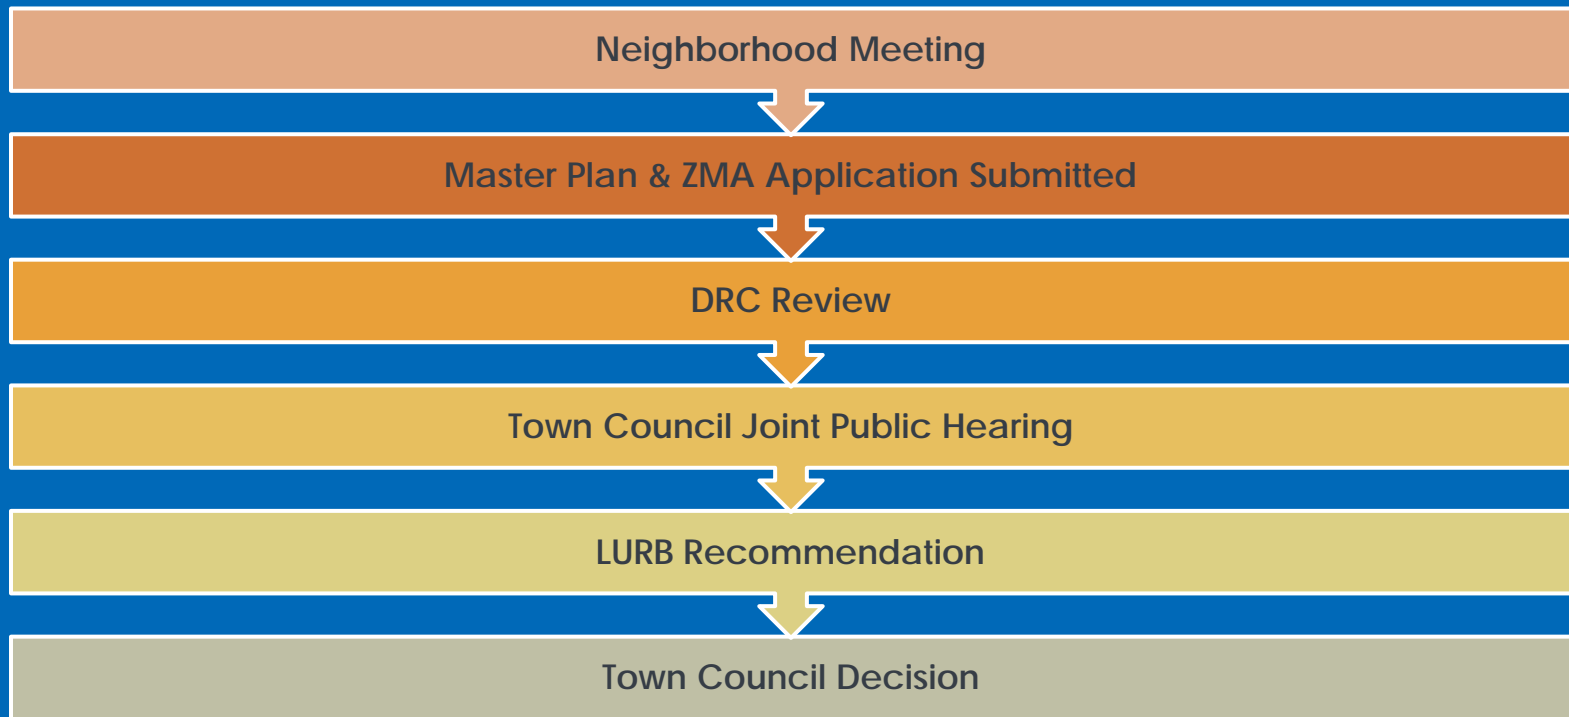 Neighborhood Meeting
Master Plan & ZMA Application Submitted
DRC Review
Town Council Joint Public Hearing
LURB Recommendation
Town Council Decision